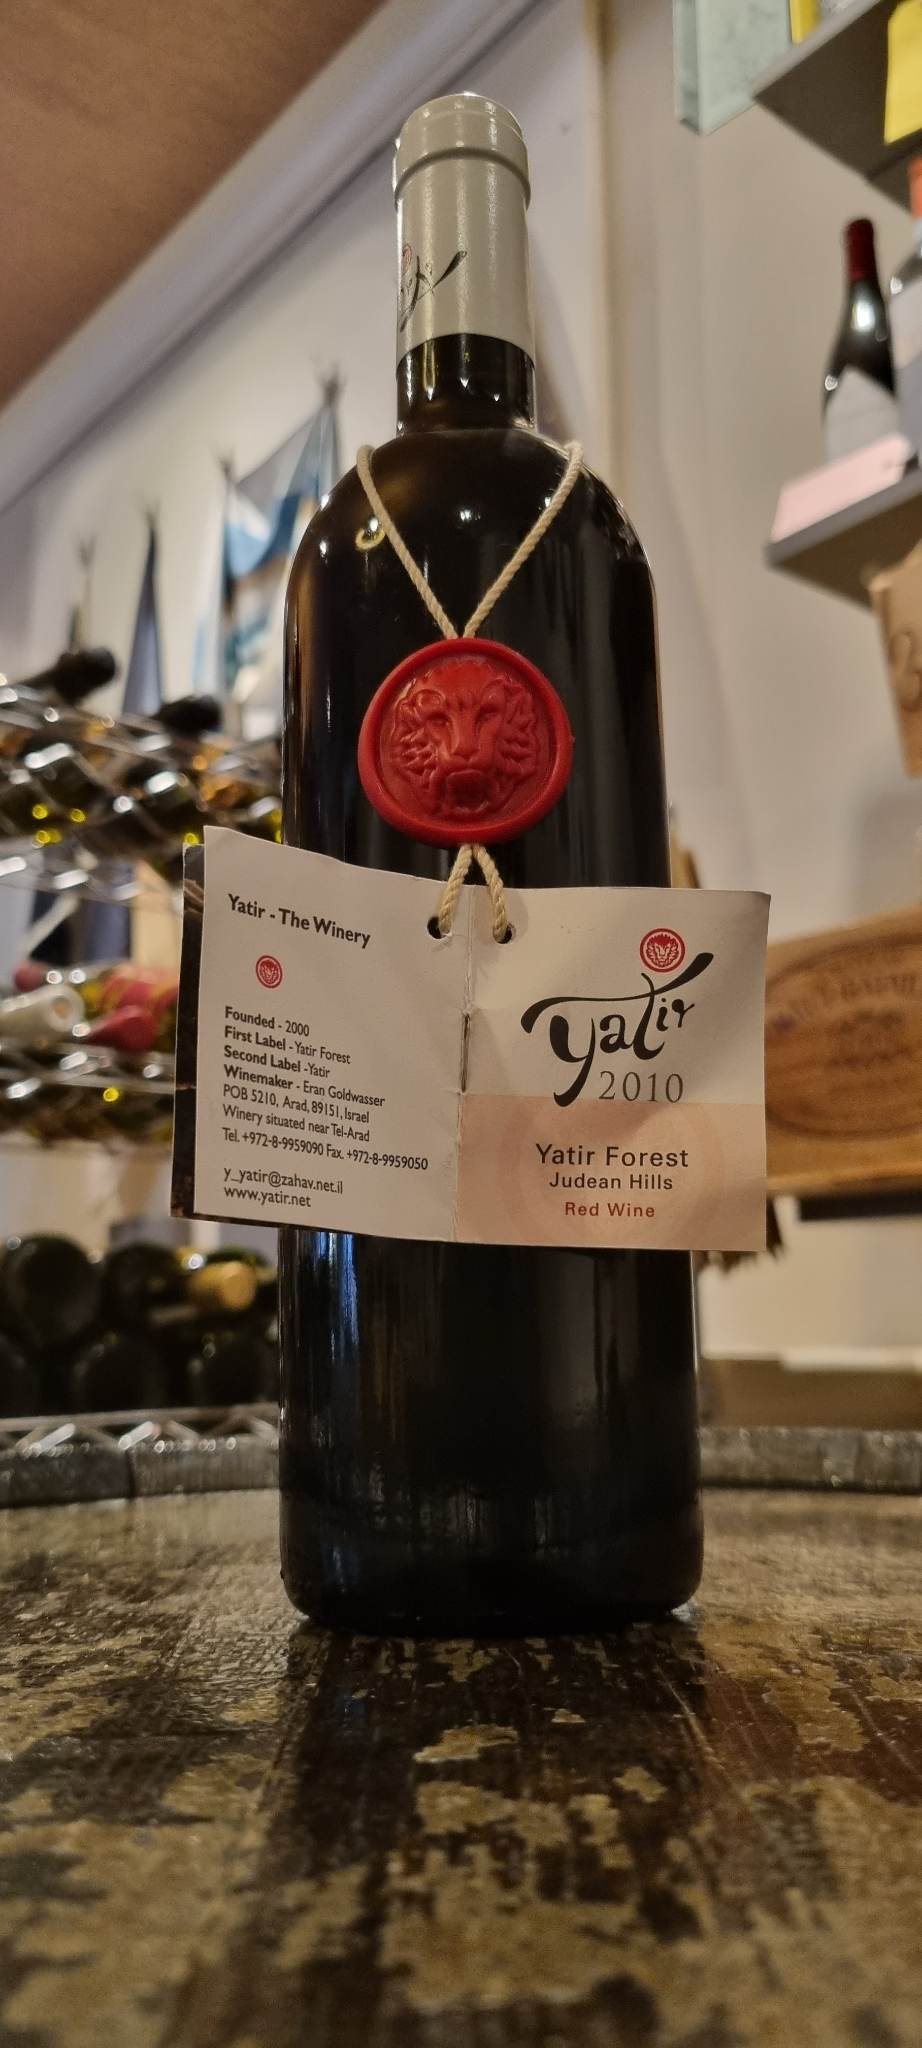 Yatir - The Winery
Founded - 2000
First Label - Yatir Forest
Second Label - Yatir
Winemaker - Eran Goldwasser
POB 5210, Arad, 89151, Israel
Winery situated near Tel-Arad
Tel. +972-8-9959090 Fax. +972-8-9959050
y_yatir@zahav.net.il
www.yatir.net
yatir
2010
Yatir Forest
Judean Hills
Red Wine